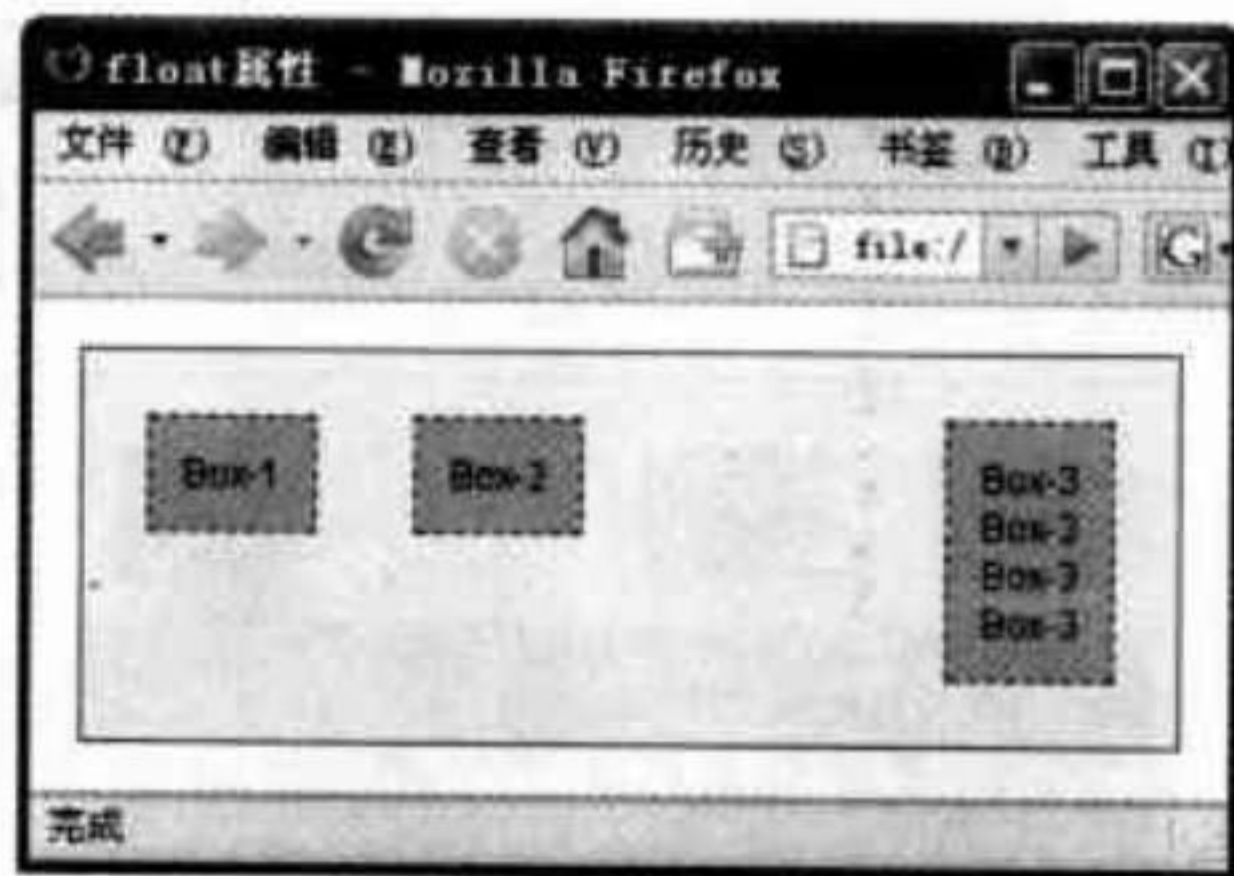 float属性 - Mozilla Firefox
文件 (F) 编辑 (E) 查看 (V) 历史 (S) 书签 (B) 工具 (T)
file:/
G
Box-1 Box-2 Box-3
Box-3
Box-3
Box-3
完成